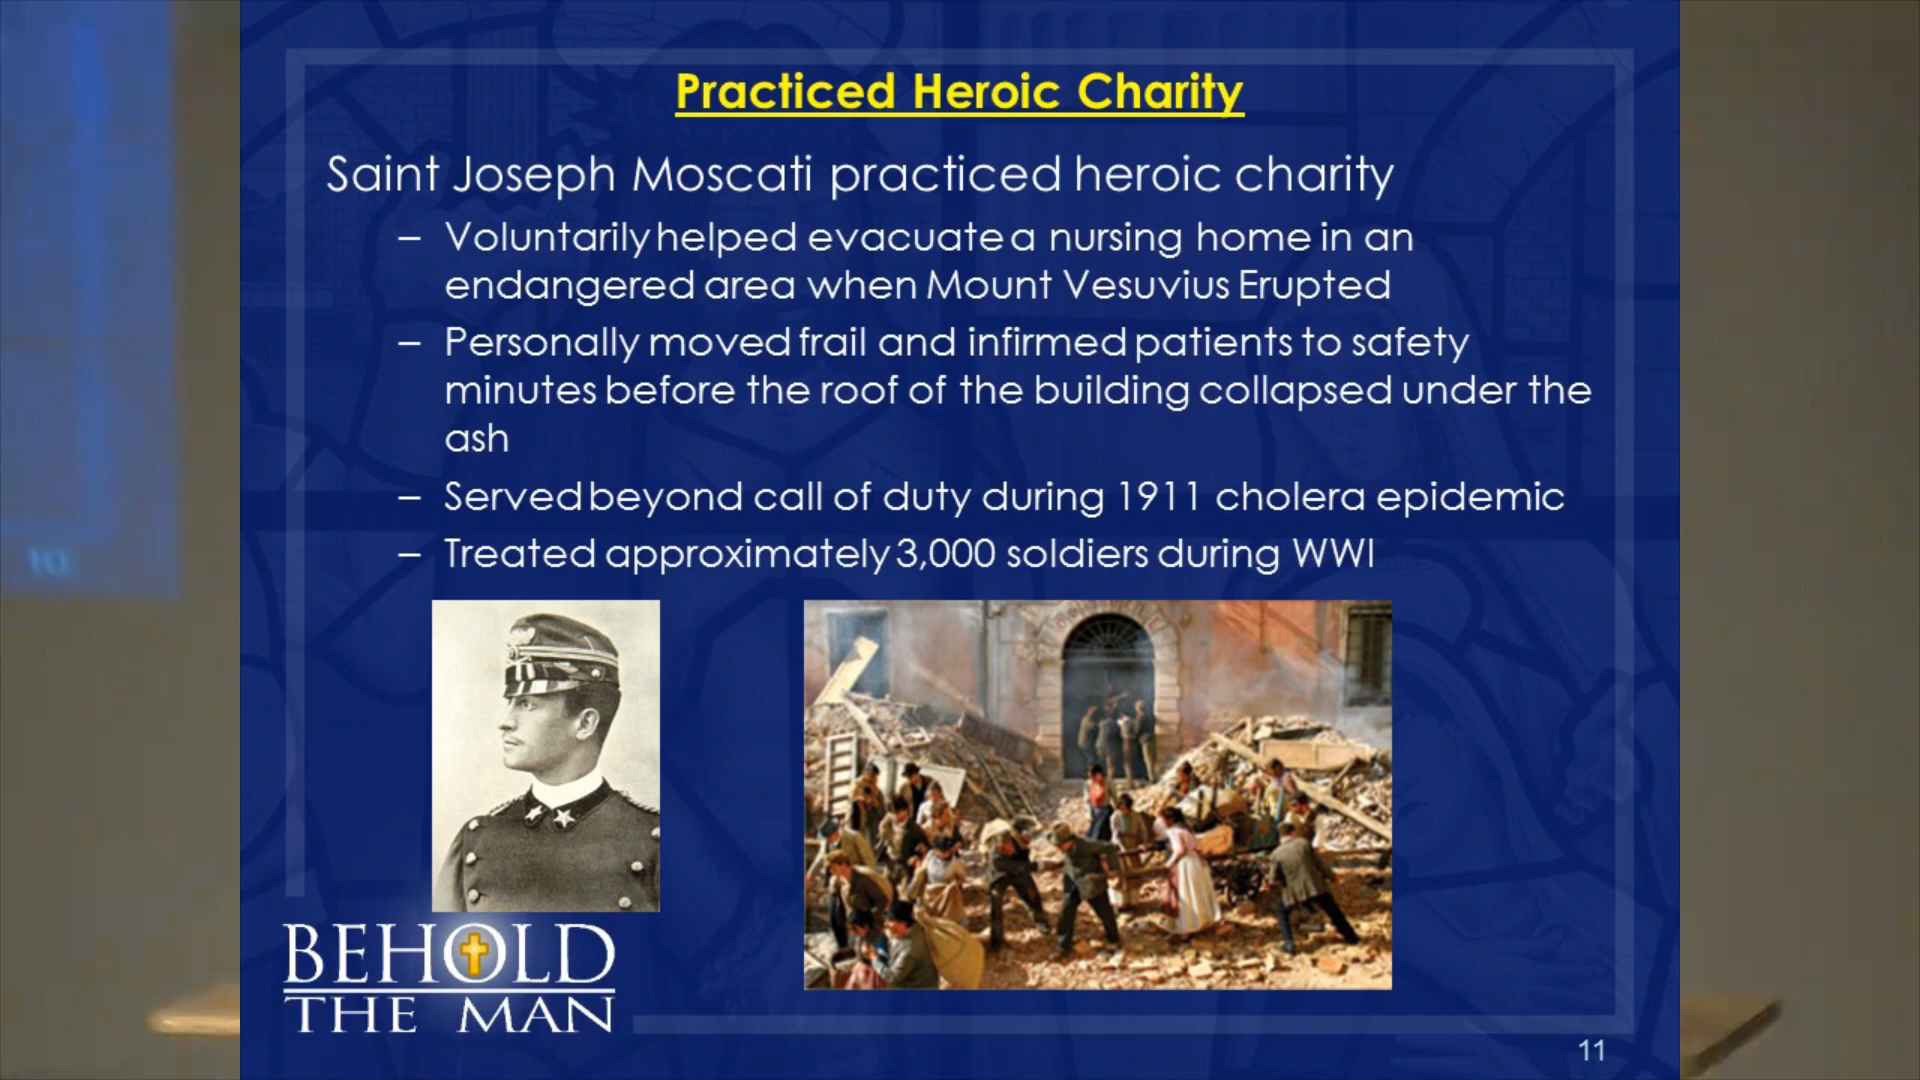 Practiced Heroic Charity
Saint Joseph Moscati practiced heroic charity
– Voluntarily helped evacuate a nursing home in an
endangered area when Mount Vesuvius Erupted
– Personally moved frail and infirmed patients to safety
minutes before the roof of the building collapsed under the
ash
– Served beyond call of duty during 1911 cholera epidemic
– Treated approximately 3,000 soldiers during WWI
BEHOLD
THE MAN
11
10